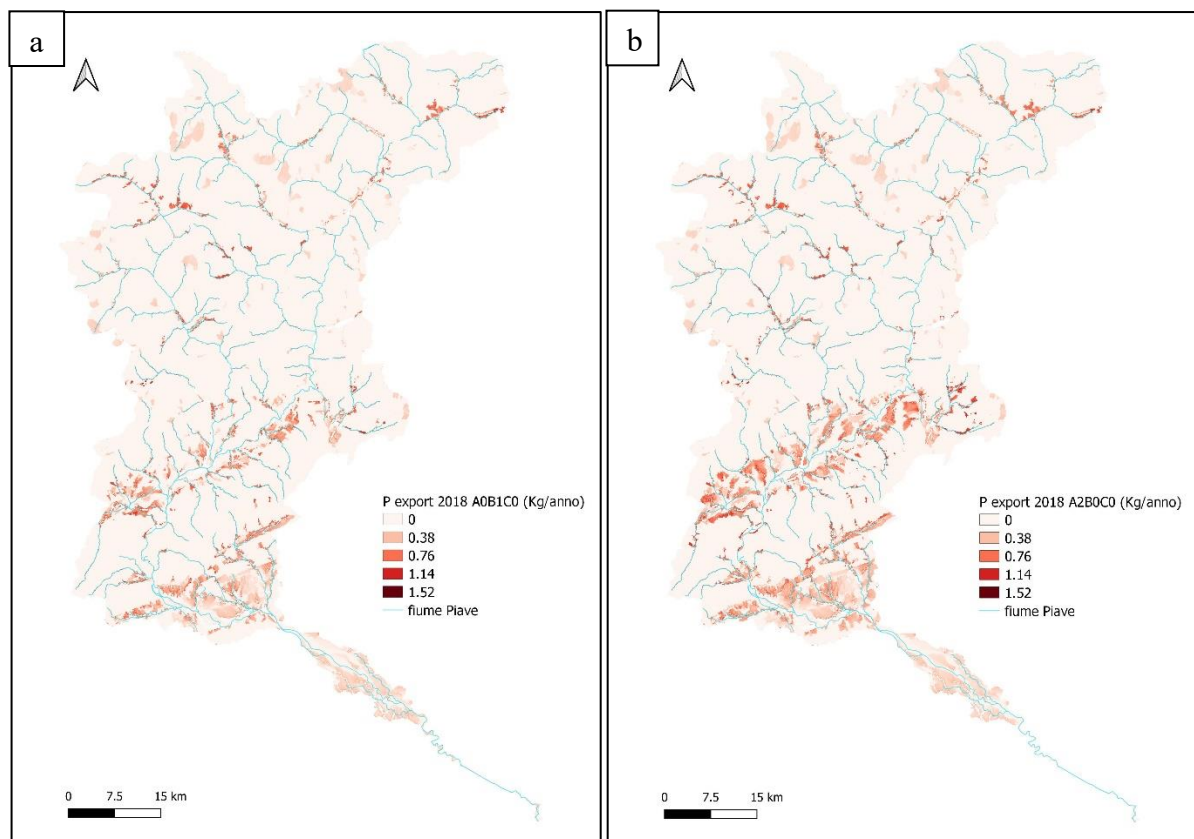 a
P export 2018 A0B1C0 (Kg/anno)
0
0.38
0.76
1.14
1.52
fiume Piave
0 7.5 15 km
b
P export 2018 A2B0C0 (Kg/anno)
0
0.38
0.76
1.14
1.52
fiume Piave
0 7.5 15 km